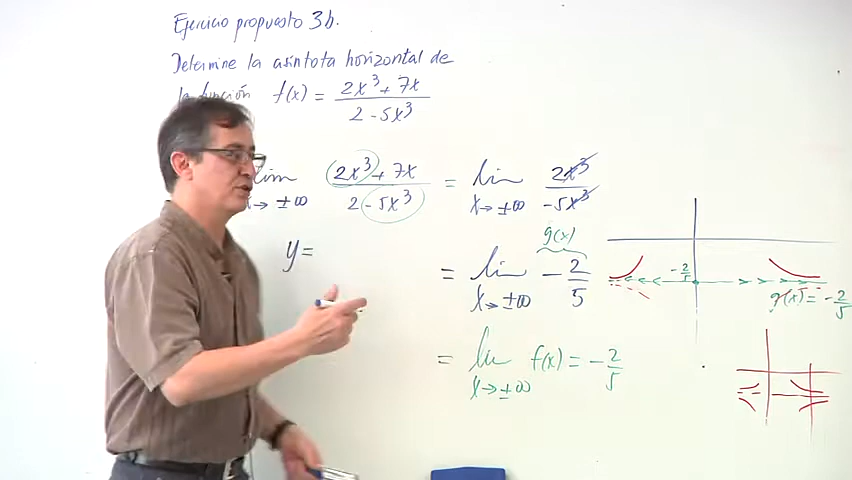 Ejercicio propuesto 3b.
Determine la asíntota horizontal de
la función f(x) = (2x³ + 7x)/(2 - 5x³)
lim x→±∞ (2x³ + 7x)/(2 - 5x³) = lim x→±∞ 2x³/-5x³
g(x)
y= = lim x→±∞ -2/5
-2/5
g(x) = -2/5
= lim x→±∞ f(x) = -2/5